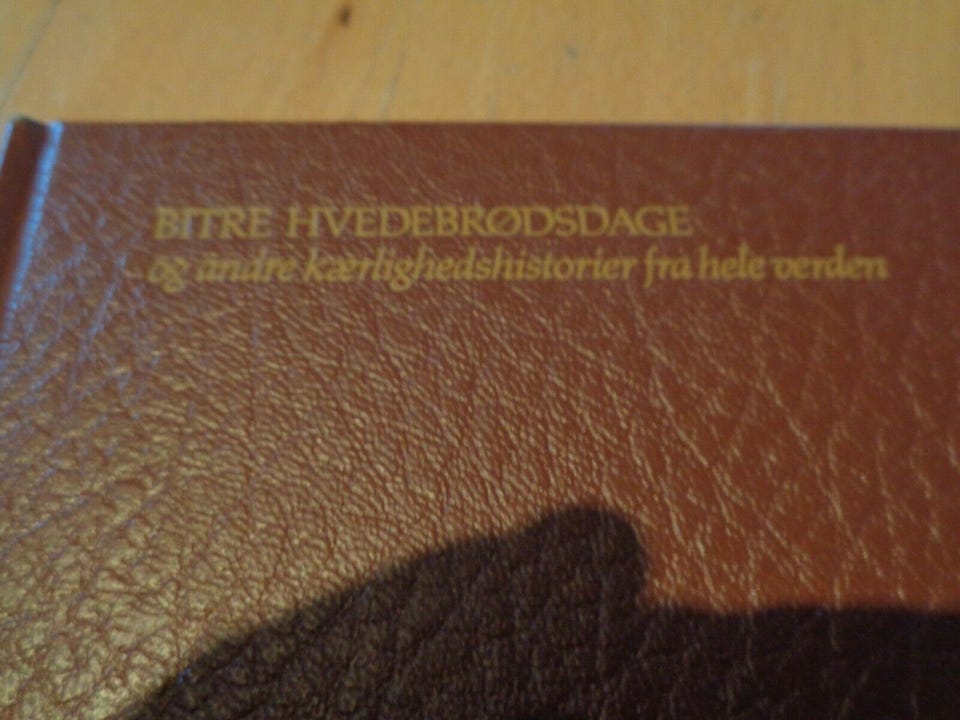 BITRE HVEDEBRØDSDAGE
og andre kærlighedshistorier fra hele verden